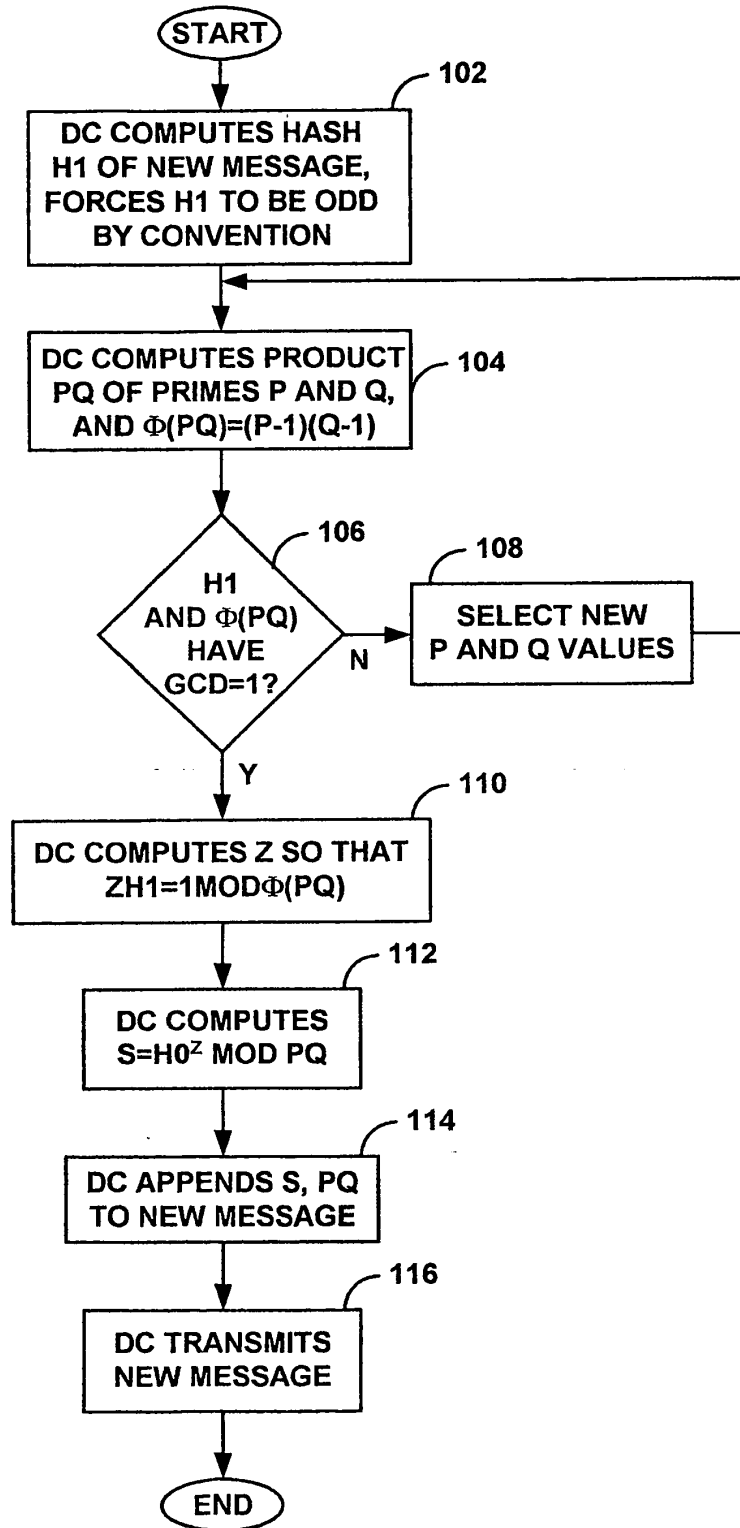 START
102
DC COMPUTES HASH
H1 OF NEW MESSAGE,
FORCES H1 TO BE ODD
BY CONVENTION
DC COMPUTES PRODUCT
PQ OF PRIMES P AND Q,
AND Φ(PQ)=(P-1)(Q-1)
104
106
H1
AND Φ(PQ)
HAVE
GCD=1?
N
108
SELECT NEW
P AND Q VALUES
Y
110
DC COMPUTES Z SO THAT
ZH1=1MODΦ(PQ)
112
DC COMPUTES
S=H0ᶻ MOD PQ
114
DC APPENDS S, PQ
TO NEW MESSAGE
116
DC TRANSMITS
NEW MESSAGE
END